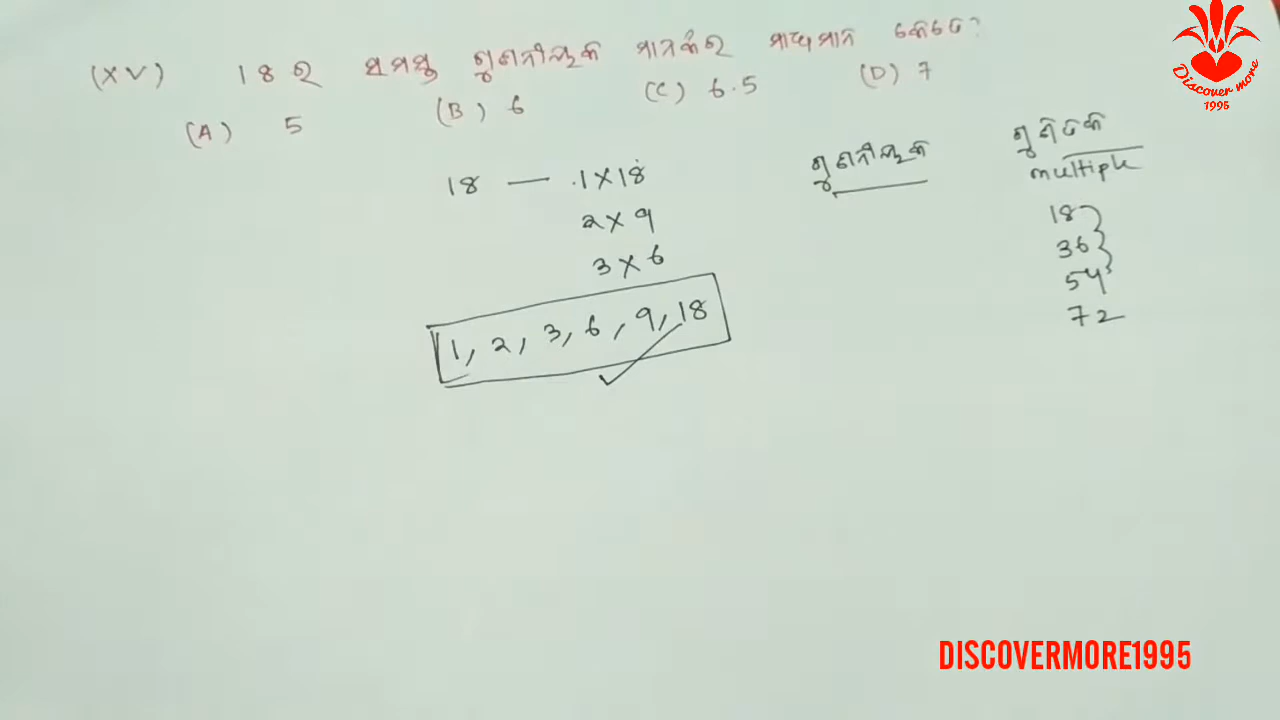 (XV) 18ର ସମସ୍ତ ଗୁଣନୀୟକ ମାନଙ୍କର ମାଧ୍ୟମାନ କେତେ?
(A) 5 (B) 6 (C) 6.5 (D) 7
18 — 1×18
2×9
3×6
1, 2, 3, 6, 9, 18
ଗୁଣନୀୟକ
ଗୁଣିତକ
multiple
18
36
54
72
Discover more
1995
DISCOVERMORE1995